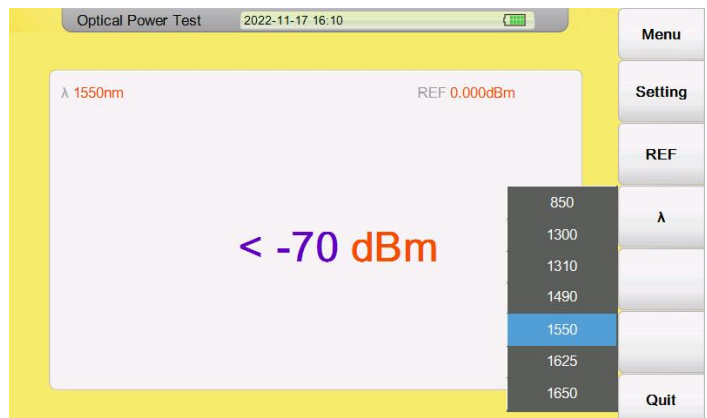 Optical Power Test 2022-11-17 16:10
λ 1550nm REF 0.000dBm
< -70 dBm
850
1300
1310
1490
1550
1625
1650
Menu
Setting
REF
λ
Quit